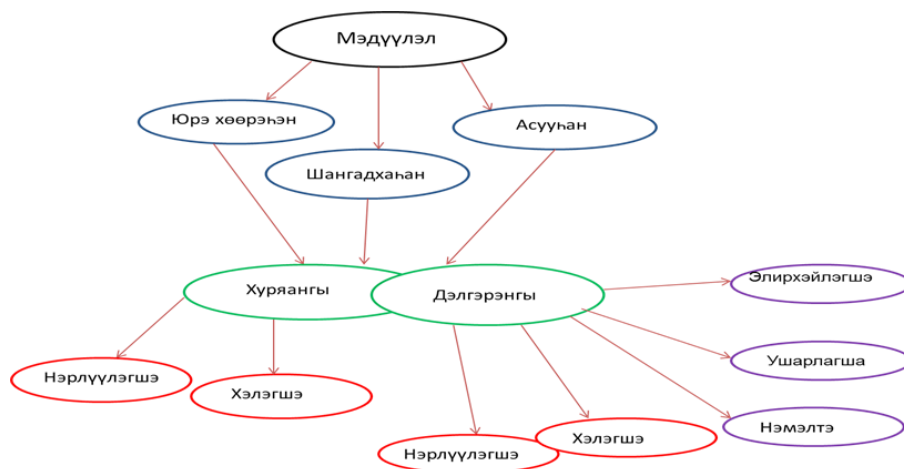 Мэдүүлэл
Юрэ хөөрэһэн
Асууһан
Шангадхаһан
Хуряангы
Дэлгэрэнгы
Элирхэйлэгшэ
Ушарлагша
Нэмэлтэ
Нэрлүүлэгшэ
Хэлэгшэ
Нэрлүүлэгшэ
Хэлэгшэ